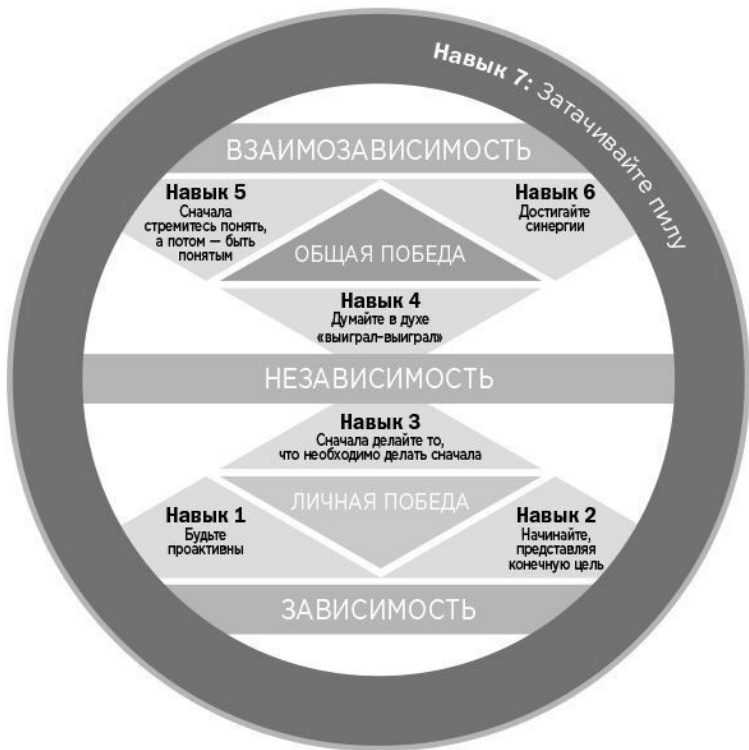 Навык 7: Затачивайте пилу
ВЗАИМОЗАВИСИМОСТЬ
Навык 5
Сначала
стремитесь понять,
а потом — быть
понятым
Навык 6
Достигайте
синергии
ОБЩАЯ ПОБЕДА
Навык 4
Думайте в духе
«выиграл–выиграл»
НЕЗАВИСИМОСТЬ
Навык 3
Сначала делайте то,
что необходимо делать сначала
ЛИЧНАЯ ПОБЕДА
Навык 1
Будьте
проактивны
Навык 2
Начинайте,
представляя
конечную цель
ЗАВИСИМОСТЬ